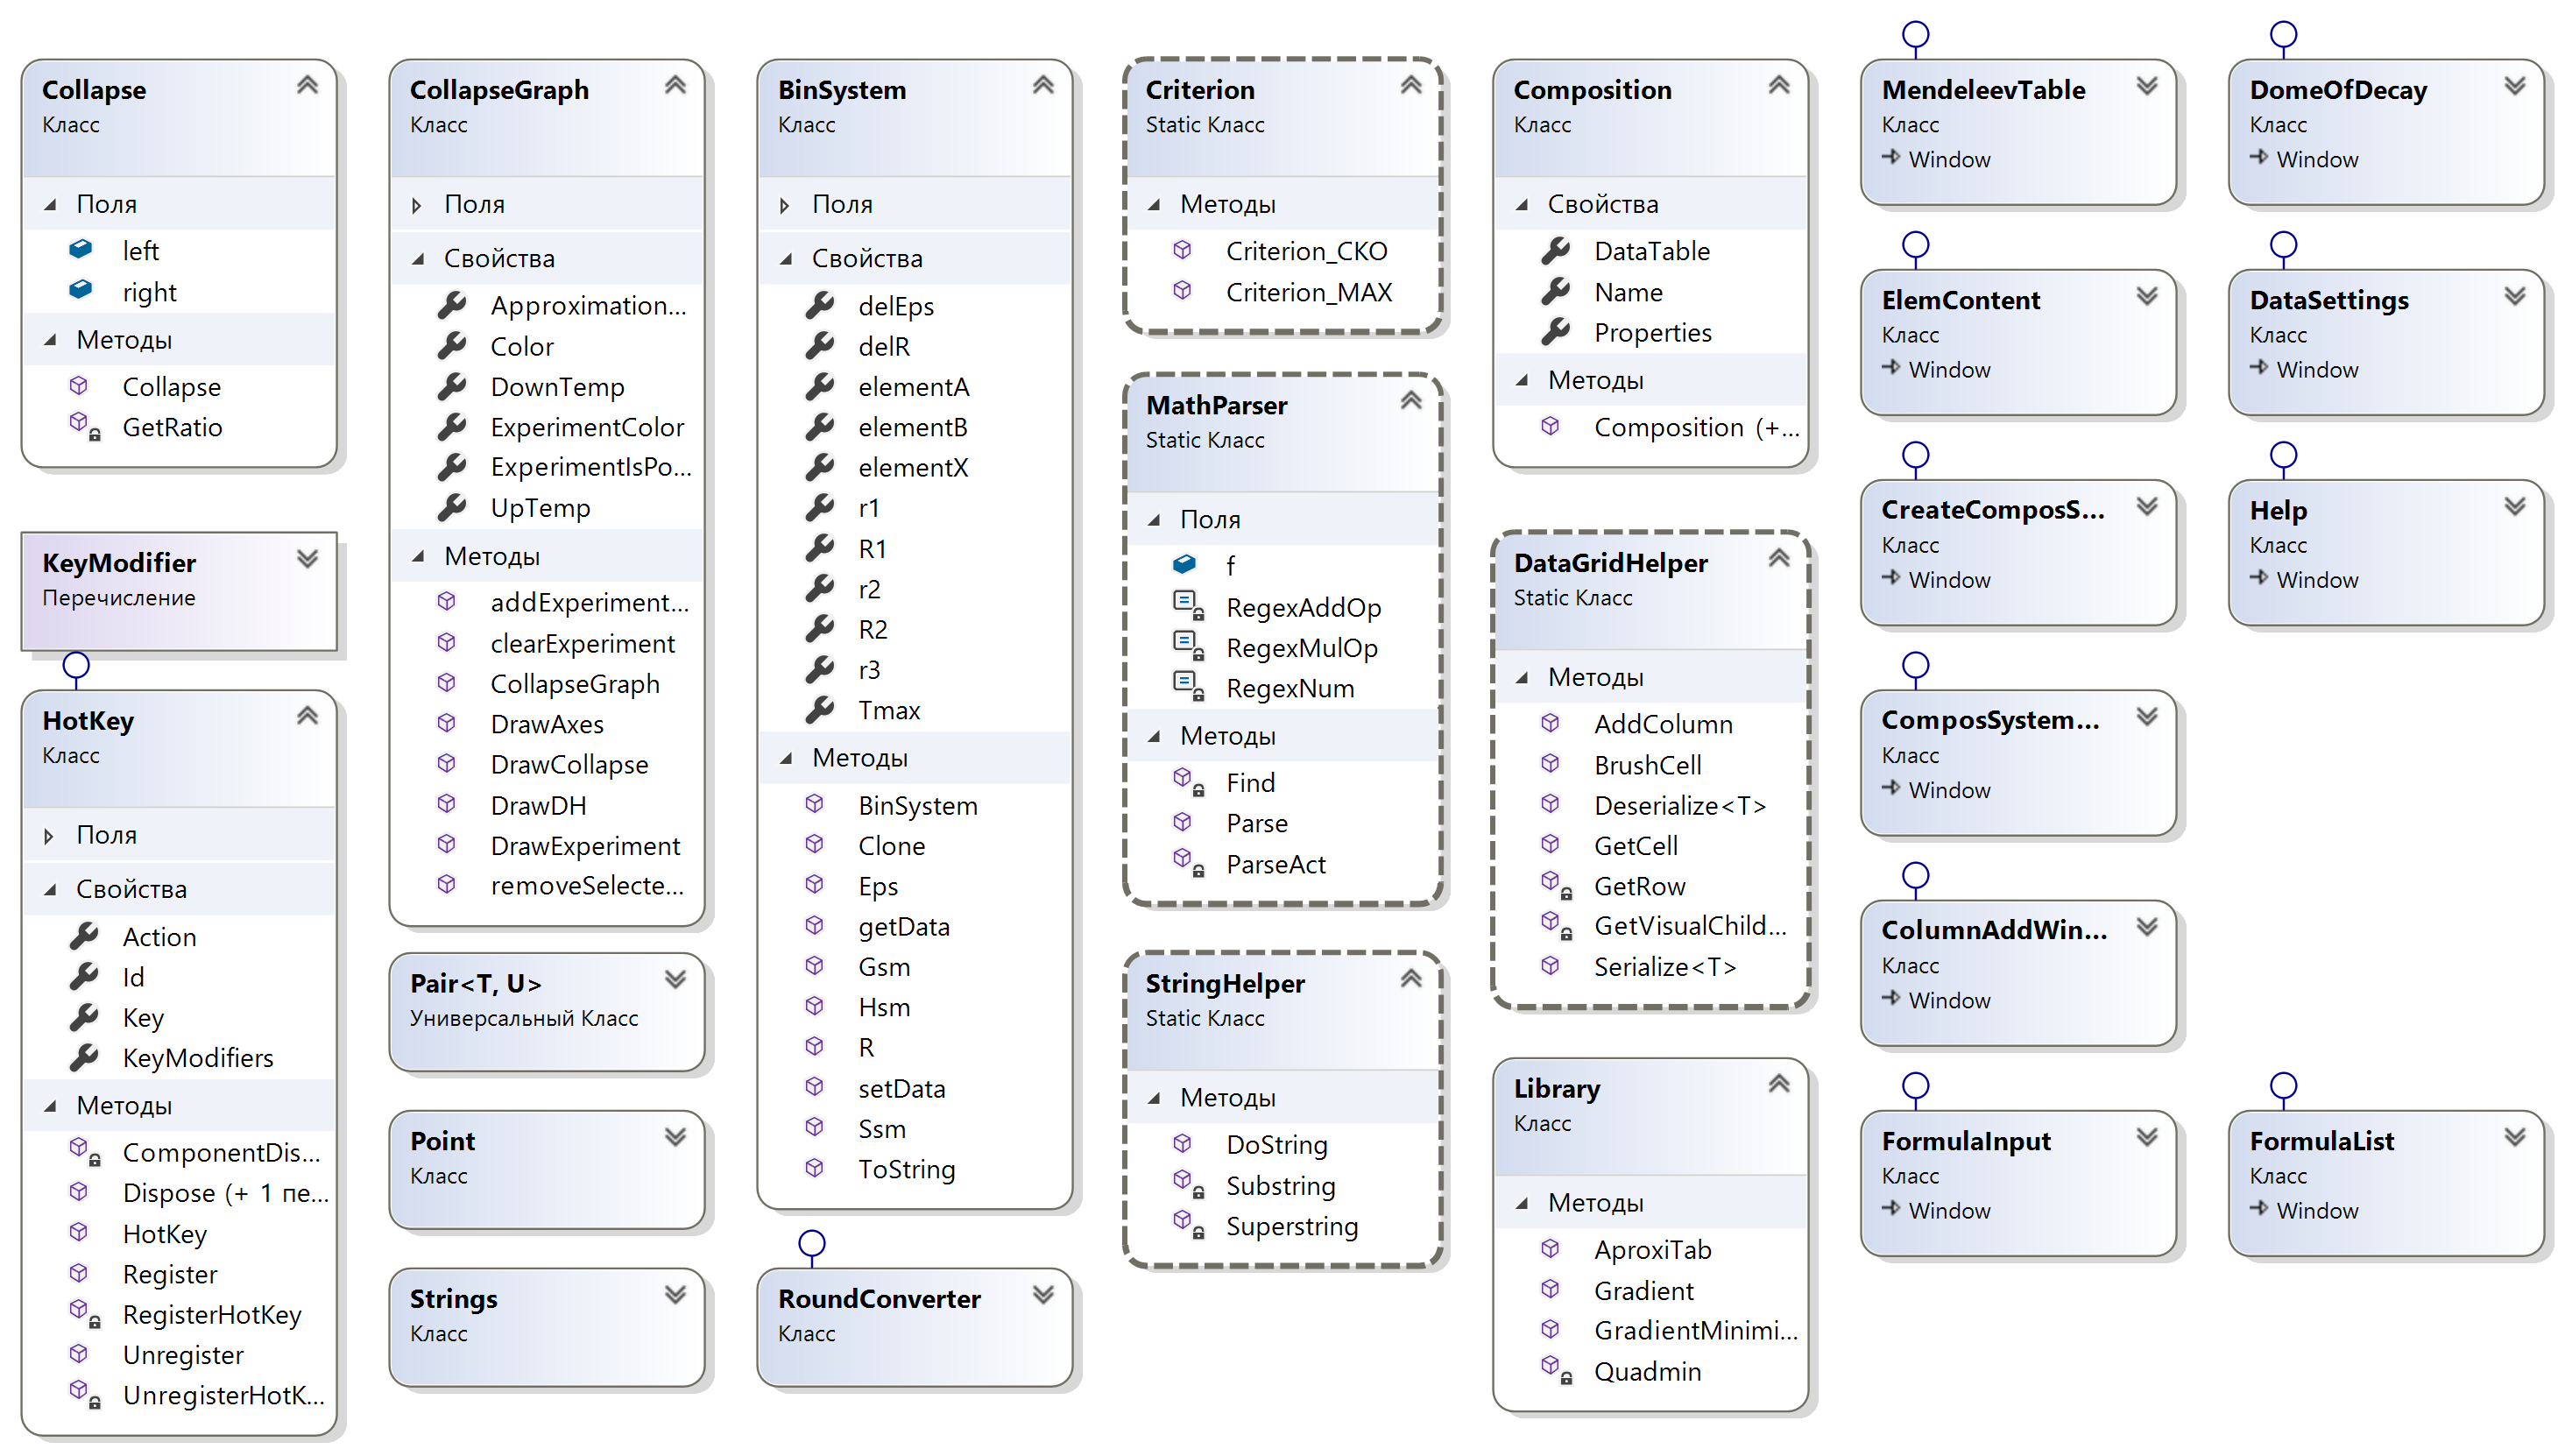 Collapse
Класс
Поля
left
right
Методы
Collapse
GetRatio
KeyModifier
Перечисление
HotKey
Класс
Поля
Свойства
Action
Id
Key
KeyModifiers
Методы
ComponentDis...
Dispose (+ 1 пе...
HotKey
Register
RegisterHotKey
Unregister
UnregisterHotK...
CollapseGraph
Класс
Поля
Свойства
Approximation...
Color
DownTemp
ExperimentColor
ExperimentIsPo...
UpTemp
Методы
addExperiment...
clearExperiment
CollapseGraph
DrawAxes
DrawCollapse
DrawDH
DrawExperiment
removeSelecte...
Pair<T, U>
Универсальный Класс
Point
Класс
Strings
Класс
BinSystem
Класс
Поля
Свойства
delEps
delR
elementA
elementB
elementX
r1
R1
r2
R2
r3
Tmax
Методы
BinSystem
Clone
Eps
getData
Gsm
Hsm
R
setData
Ssm
ToString
RoundConverter
Класс
Criterion
Static Класс
Методы
Criterion_CKO
Criterion_MAX
MathParser
Static Класс
Поля
f
RegexAddOp
RegexMulOp
RegexNum
Методы
Find
Parse
ParseAct
StringHelper
Static Класс
Методы
DoString
Substring
Superstring
Composition
Класс
Свойства
DataTable
Name
Properties
Методы
Composition (+...
DataGridHelper
Static Класс
Методы
AddColumn
BrushCell
Deserialize<T>
GetCell
GetRow
GetVisualChild...
Serialize<T>
Library
Класс
Методы
AproxiTab
Gradient
GradientMinimi...
Quadmin
MendeleevTable
Класс
Window
ElemContent
Класс
Window
CreateComposS...
Класс
Window
ComposSystem...
Класс
Window
ColumnAddWin...
Класс
Window
FormulaInput
Класс
Window
DomeOfDecay
Класс
Window
DataSettings
Класс
Window
Help
Класс
Window
FormulaList
Класс
Window